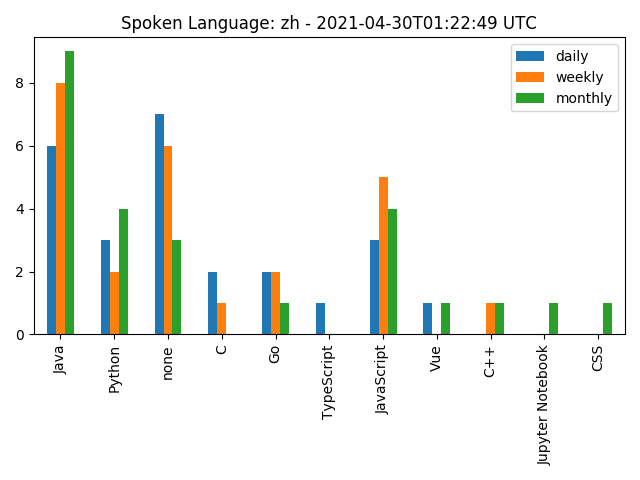 Spoken Language: zh - 2021-04-30T01:22:49 UTC
daily
weekly
monthly
8
6
4
2
0
Java
Python
none
C
Go
TypeScript
JavaScript
Vue
C++
Jupyter Notebook
CSS